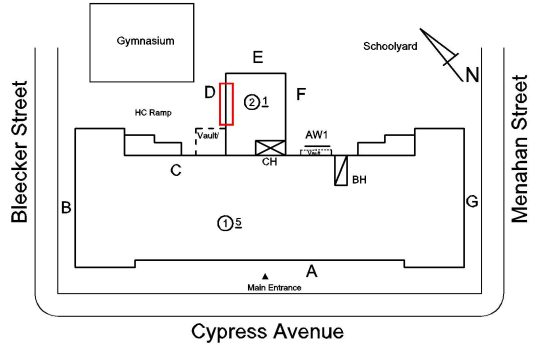 Gymnasium
Schoolyard
N
E
D
F
② 1
HC Ramp
Vault/
AW1
Vault
CH
BH
C
B
G
① 5
A
Main Entrance
Bleecker Street
Menahan Street
Cypress Avenue